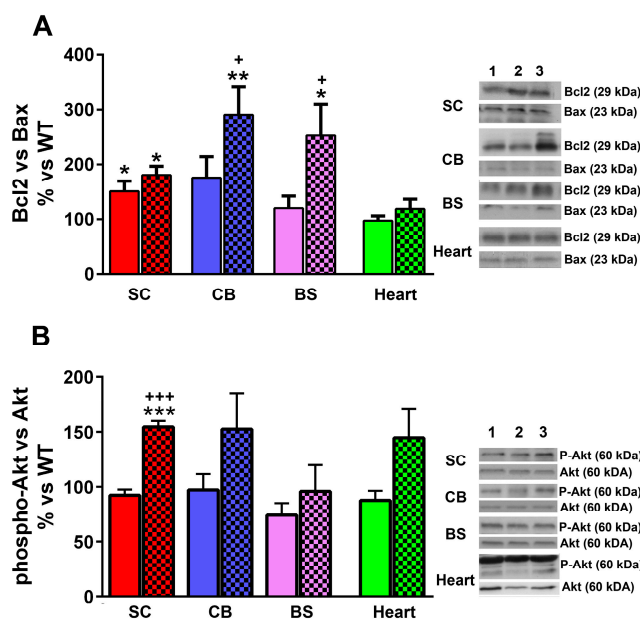 A
Bcl2 vs Bax
% vs WT
400
300
200
100
0
*
*
+
**
+
*
SC
CB
BS
Heart
1 2 3
SC
Bcl2 (29 kDa)
Bax (23 kDa)
CB
Bcl2 (29 kDa)
Bax (23 kDa)
BS
Bcl2 (29 kDa)
Bax (23 kDa)
Heart
Bcl2 (29 kDa)
Bax (23 kDa)
B
phospho-Akt vs Akt
% vs WT
200
150
100
50
0
+++
***
SC
CB
BS
Heart
1 2 3
SC
P-Akt (60 kDa)
Akt (60 kDA)
CB
P-Akt (60 kDa)
Akt (60 kDA)
BS
P-Akt (60 kDa)
Akt (60 kDA)
Heart
P-Akt (60 kDa)
Akt (60 kDA)